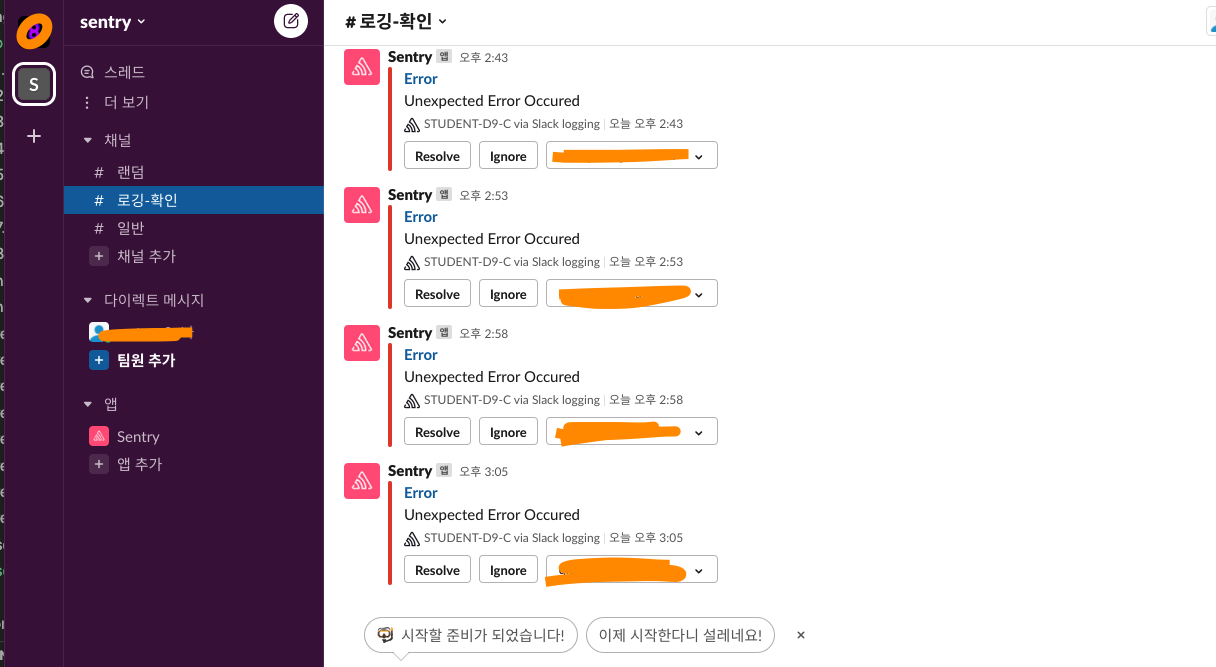 sentry
S
스레드
더 보기
채널
# 랜덤
# 로깅-확인
# 일반
+ 채널 추가
다이렉트 메시지
+ 팀원 추가
앱
Sentry
+ 앱 추가
# 로깅-확인
Sentry 앱 오후 2:43
Error
Unexpected Error Occured
STUDENT-D9-C via Slack logging | 오늘 오후 2:43
Resolve Ignore
Sentry 앱 오후 2:53
Error
Unexpected Error Occured
STUDENT-D9-C via Slack logging | 오늘 오후 2:53
Resolve Ignore
Sentry 앱 오후 2:58
Error
Unexpected Error Occured
STUDENT-D9-C via Slack logging | 오늘 오후 2:58
Resolve Ignore
Sentry 앱 오후 3:05
Error
Unexpected Error Occured
STUDENT-D9-C via Slack logging | 오늘 오후 3:05
Resolve Ignore
시작할 준비가 되었습니다! 이제 시작한다니 설레네요! ×